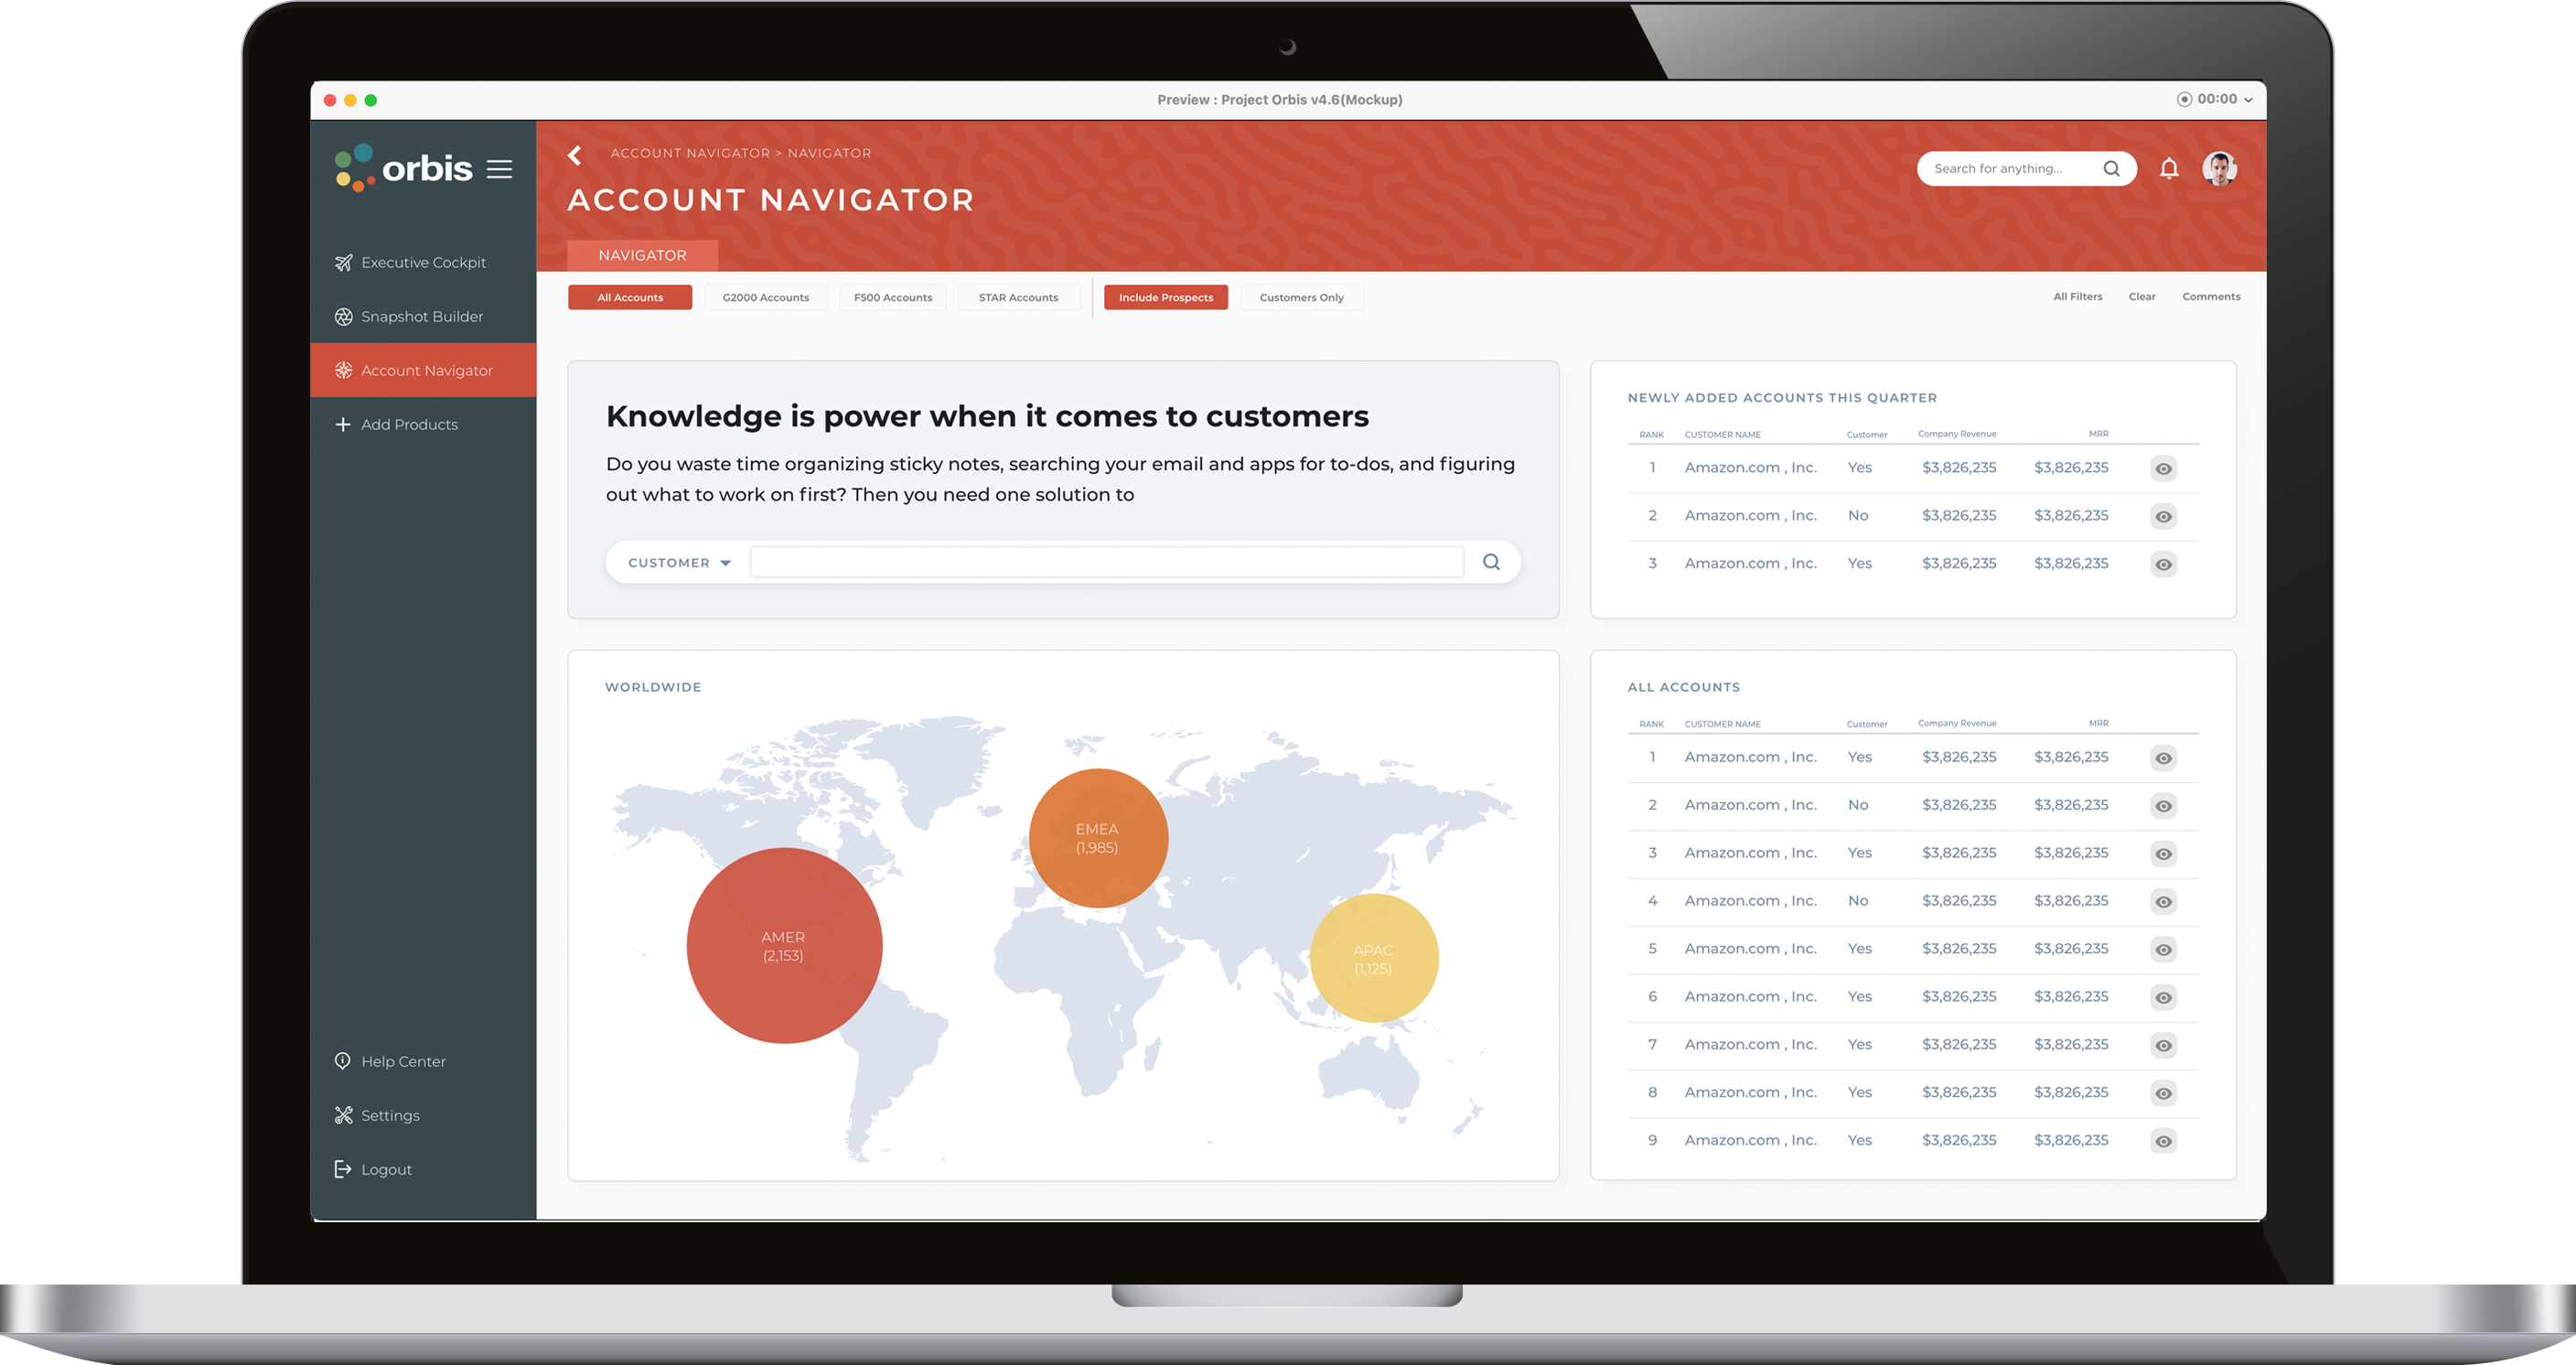 Preview : Project Orbis v4.6(Mockup)
00:00
orbis
ACCOUNT NAVIGATOR > NAVIGATOR
ACCOUNT NAVIGATOR
Search for anything...
NAVIGATOR
Executive Cockpit
Snapshot Builder
Account Navigator
Add Products
Help Center
Settings
Logout
All Accounts
G2000 Accounts
F500 Accounts
STAR Accounts
Include Prospects
Customers Only
All Filters
Clear
Comments
Knowledge is power when it comes to customers
Do you waste time organizing sticky notes, searching your email and apps for to-dos, and figuring
out what to work on first? Then you need one solution to
CUSTOMER
NEWLY ADDED ACCOUNTS THIS QUARTER
RANK CUSTOMER NAME Customer Company Revenue MRR
1 Amazon.com , Inc. Yes $3,826,235 $3,826,235
2 Amazon.com , Inc. No $3,826,235 $3,826,235
3 Amazon.com , Inc. Yes $3,826,235 $3,826,235
WORLDWIDE
AMER
(2,153)
EMEA
(1,985)
APAC
(1,125)
ALL ACCOUNTS
RANK CUSTOMER NAME Customer Company Revenue MRR
1 Amazon.com , Inc. Yes $3,826,235 $3,826,235
2 Amazon.com , Inc. No $3,826,235 $3,826,235
3 Amazon.com , Inc. Yes $3,826,235 $3,826,235
4 Amazon.com , Inc. No $3,826,235 $3,826,235
5 Amazon.com , Inc. Yes $3,826,235 $3,826,235
6 Amazon.com , Inc. Yes $3,826,235 $3,826,235
7 Amazon.com , Inc. Yes $3,826,235 $3,826,235
8 Amazon.com , Inc. Yes $3,826,235 $3,826,235
9 Amazon.com , Inc. Yes $3,826,235 $3,826,235